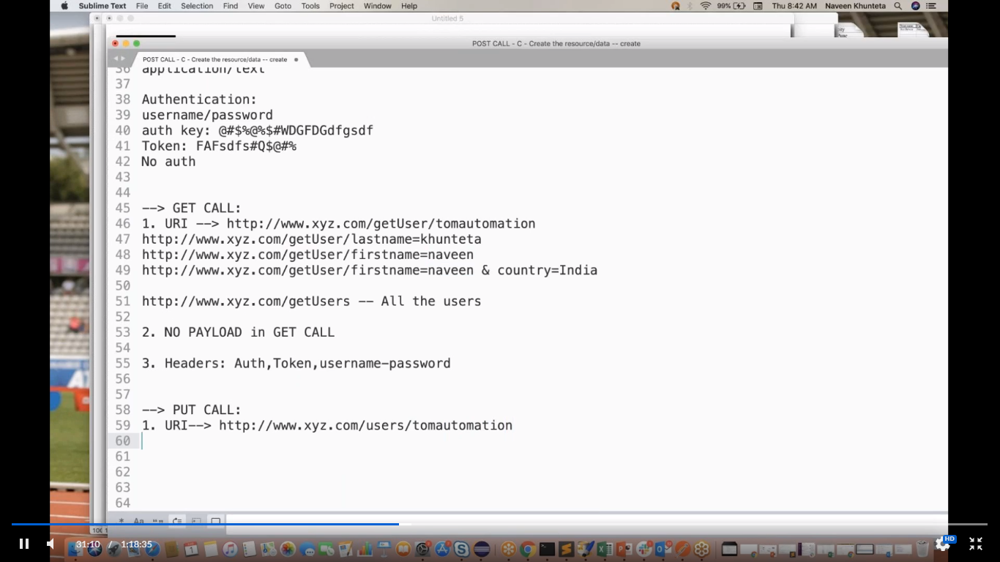 Sublime Text File Edit Selection Find View Goto Tools Project Window Help 99% Thu 8:42 AM Naveen Khunteta
Untitled 5
POST CALL - C - Create the resource/data -- create
POST CALL - C - Create the resource/data -- create
36 application/text
37
38 Authentication:
39 username/password
40 auth key: @#$%@%$#WDGFDGdfgsdf
41 Token: FAFsdfs#Q$@#%
42 No auth
43
44
45 --> GET CALL:
46 1. URI --> http://www.xyz.com/getUser/tomautomation
47 http://www.xyz.com/getUser/lastname=khunteta
48 http://www.xyz.com/getUser/firstname=naveen
49 http://www.xyz.com/getUser/firstname=naveen & country=India
50
51 http://www.xyz.com/getUsers -- All the users
52
53 2. NO PAYLOAD in GET CALL
54
55 3. Headers: Auth,Token,username-password
56
57
58 --> PUT CALL:
59 1. URI--> http://www.xyz.com/users/tomautomation
60
61
62
63
64
.* Aa “”
31:10 / 1:18:35 HD